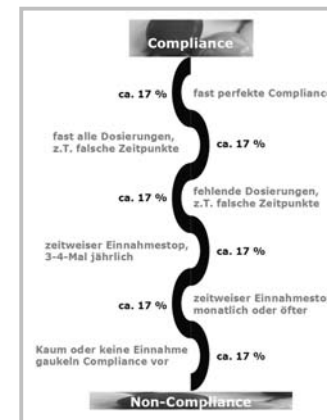 Compliance
ca. 17 %
fast perfekte Compliance
fast alle Dosierungen,
z.T. falsche Zeitpunkte
ca. 17 %
ca. 17 %
fehlende Dosierungen,
z.T. falsche Zeitpunkte
zeitweiser Einnahmestop,
3-4-Mal jährlich
ca. 17 %
ca. 17 %
zeitweiser Einnahmesto
monatlich oder öfter
Kaum oder keine Einnahme
gaukeln Compliance vor
ca. 17 %
Non-Compliance